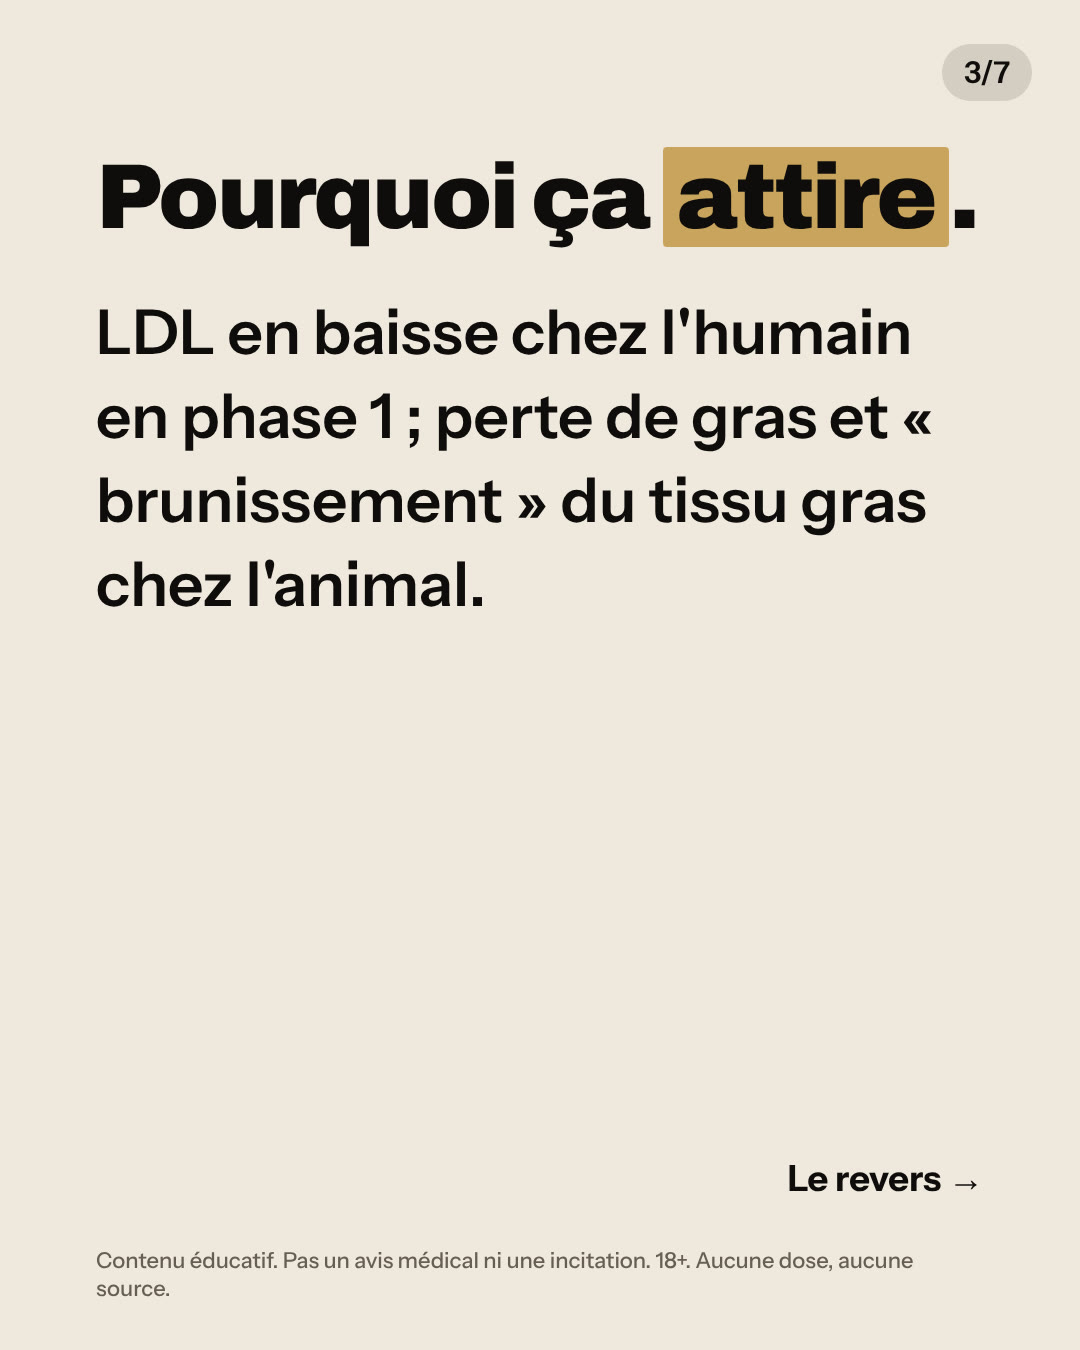 3/7
Pourquoi ça attire.
LDL en baisse chez l'humain
en phase 1 ; perte de gras et «
brunissement » du tissu gras
chez l'animal.
Le revers →
Contenu éducatif. Pas un avis médical ni une incitation. 18+. Aucune dose, aucune
source.